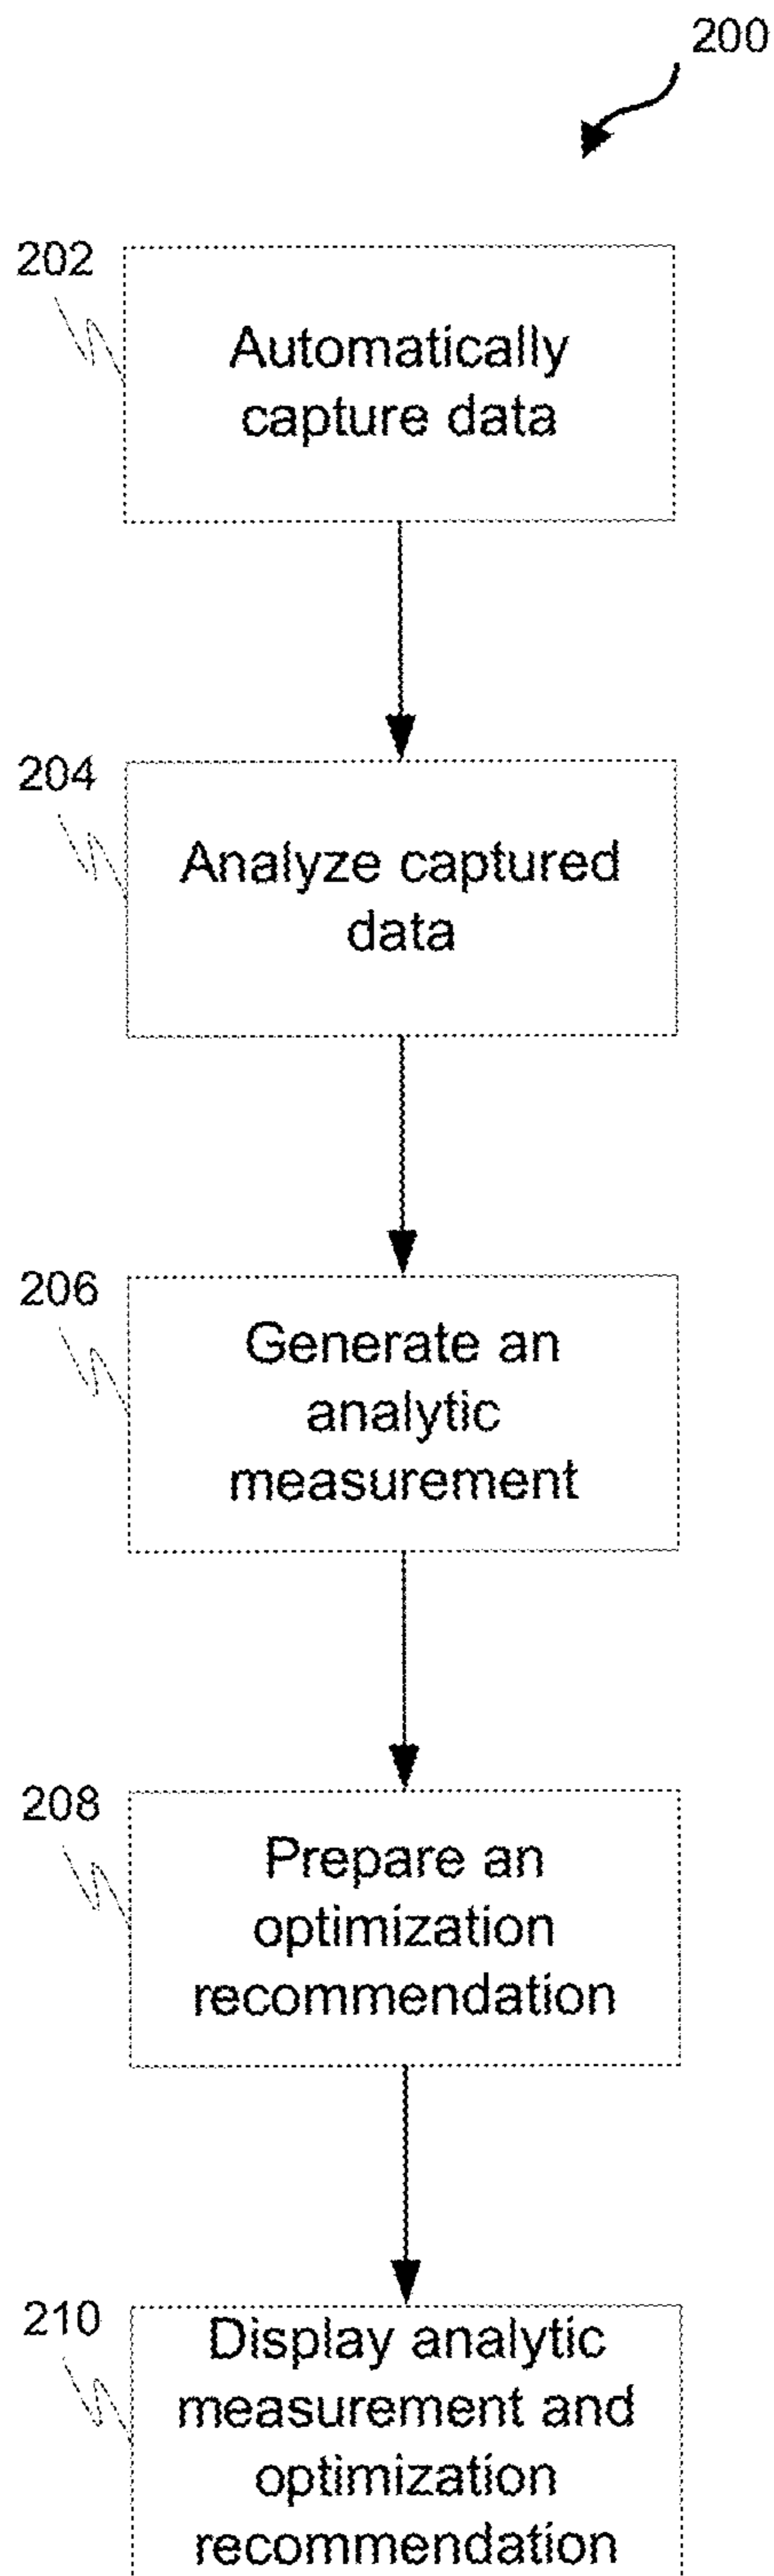 200
202
Automatically
capture data
204
Analyze captured
data
206
Generate an
analytic
measurement
208
Prepare an
optimization
recommendation
210
Display analytic
measurement and
optimization
recommendation